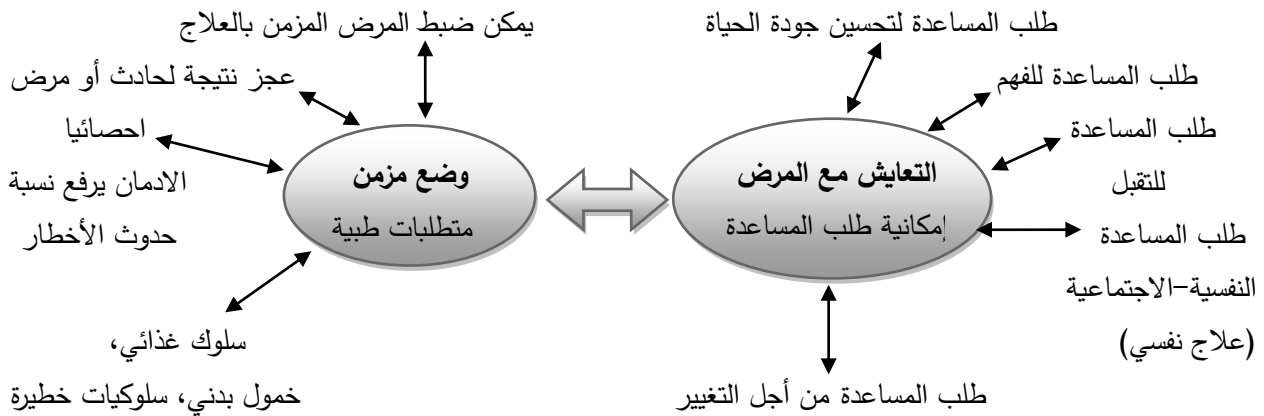 طلب المساعدة لتحسين جودة الحياة
يمكن ضبط المرض المزمن بالعلاج
طلب المساعدة للفهم
عجز نتيجة لحادث أو مرض
طلب المساعدة
للتقبل
احصائيا
الادمان يرفع نسبة
حدوث الأخطار
التعايش مع المرض
إمكانية طلب المساعدة
وضع مزمن
متطلبات طبية
طلب المساعدة
النفسية-الاجتماعية
(علاج نفسي)
سلوك غذائي،
خمول بدني، سلوكيات خطيرة
طلب المساعدة من أجل التغيير